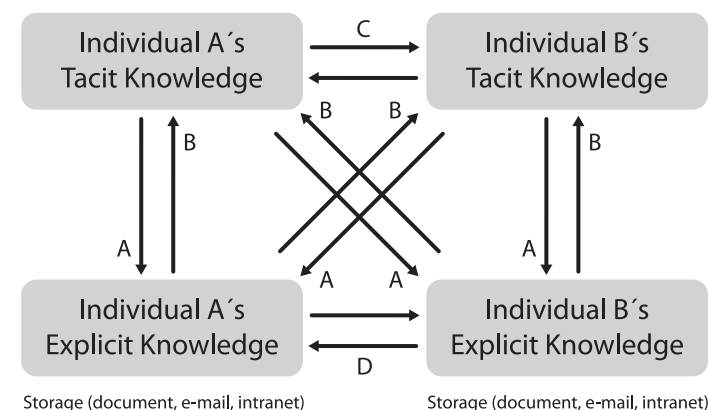 Individual A´s
Tacit Knowledge
C
Individual B´s
Tacit Knowledge
B
B
B
B
A
A
A
A
Individual A´s
Explicit Knowledge
D
Individual B´s
Explicit Knowledge
Storage (document, e-mail, intranet)
Storage (document, e-mail, intranet)